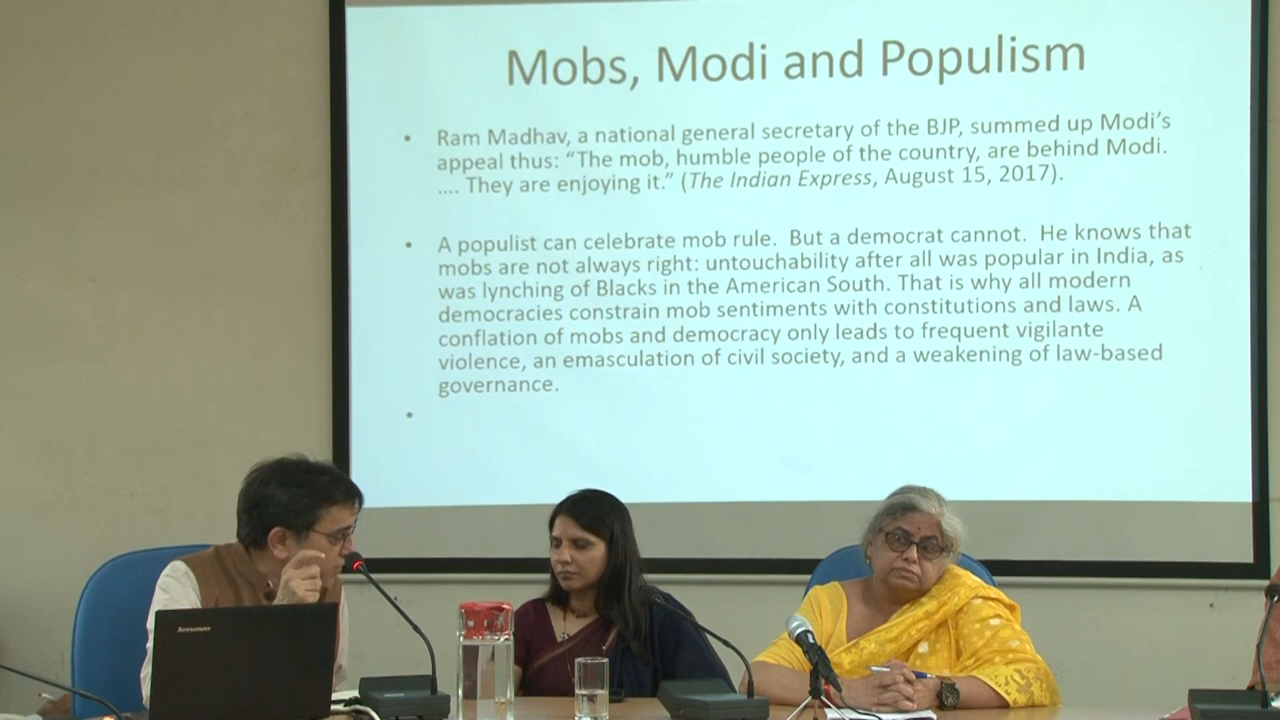 Mobs, Modi and Populism
• Ram Madhav, a national general secretary of the BJP, summed up Modi's
appeal thus: “The mob, humble people of the country, are behind Modi.
.... They are enjoying it.” (The Indian Express, August 15, 2017).
• A populist can celebrate mob rule. But a democrat cannot. He knows that
mobs are not always right: untouchability after all was popular in India, as
was lynching of Blacks in the American South. That is why all modern
democracies constrain mob sentiments with constitutions and laws. A
conflation of mobs and democracy only leads to frequent vigilante
violence, an emasculation of civil society, and a weakening of law-based
governance.
•
lenovo